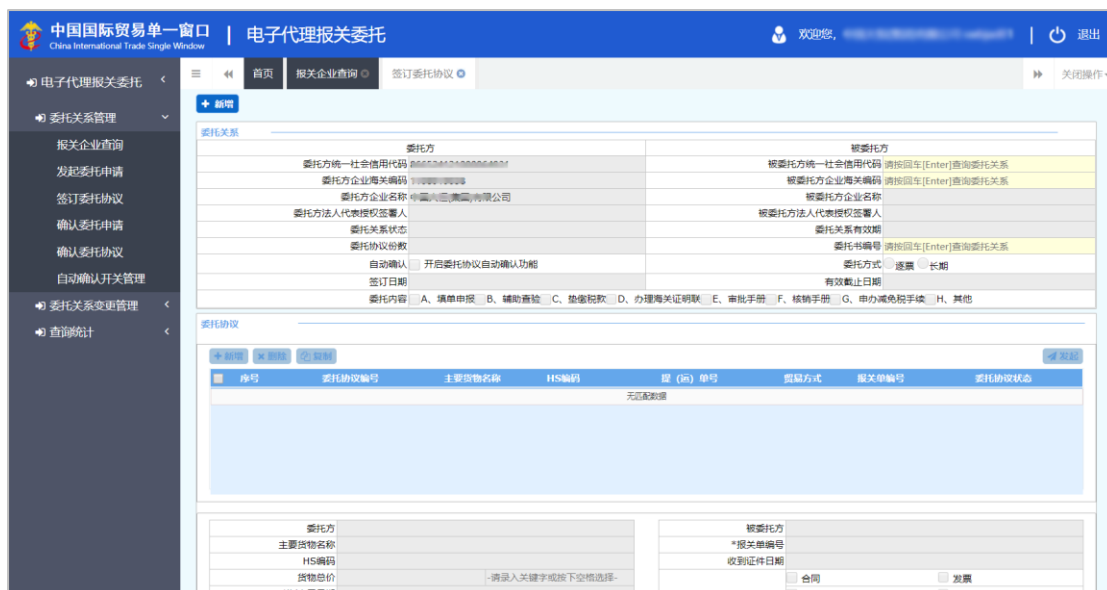 中国国际贸易单一窗口 | 电子代理报关委托 欢迎您, | 退出
China International Trade Single Window
电子代理报关委托 首页 报关企业查询 签订委托协议 关闭操作
委托关系管理 新增
报关企业查询
发起委托申请
签订委托协议
确认委托申请
确认委托协议
自动确认开关管理
委托关系变更管理
查询统计
委托关系
委托方 被委托方
委托方统一社会信用代码 被委托方统一社会信用代码 请按回车[Enter]查询委托关系
委托方企业海关编码 被委托方企业海关编码 请按回车[Enter]查询委托关系
委托方企业名称 被委托方企业名称
委托方法人代表授权签署人 被委托方法人代表授权签署人
委托关系状态 委托关系有效期
委托协议份数 委托书编号 请按回车[Enter]查询委托关系
自动确认 开启委托协议自动确认功能 委托方式 逐票 长期
签订日期 有效截止日期
委托内容 A、填单申报 B、辅助查验 C、垫缴税款 D、办理海关证明联 E、审批手册 F、核销手册 G、申办减免税手续 H、其他
委托协议
新增 删除 复制 发起
序号 委托协议编号 主要货物名称 HS编码 提（运）单号 贸易方式 报关单编号 委托协议状态
无匹配数据
委托方 被委托方
主要货物名称 *报关单编号
HS编码 收到证件日期
货物总价 -请录入关键字或按下空格选择- 合同 发票